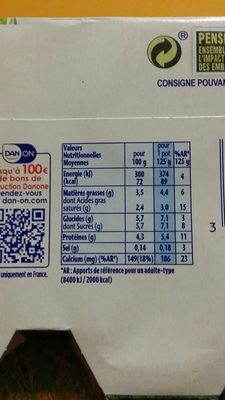 ®
PENS
ENSEMBL
L'IMPACT
DES EMB
CONSIGNE POUVAN
DAN ON
squ'à 100€
de bons de
uction Danone
endez-vous
dan-on.com
uniquement en France.
Valeurs
Nutritionnelles
Moyennes
pour
100 g
pour
1 pot
125 g
%AR*
125 g
Energie (kJ) 300 374 4
(kcal) 72 89
Matières grasses (g) 3,5 4,4 6
dont Acides gras
saturés (g) 2,4 3,0 15
Glucides (g) 5,7 7,1 3
dont Sucres (g) 5,7 7,1 8
Protéines (g) 4,3 5,4 11
Sel (g) 0,14 0,18 3
Calcium (mg) (%AR*) 149(18%) 186 23
*AR : Apports de référence pour un adulte-type
(8400 kJ / 2000 kcal)
3